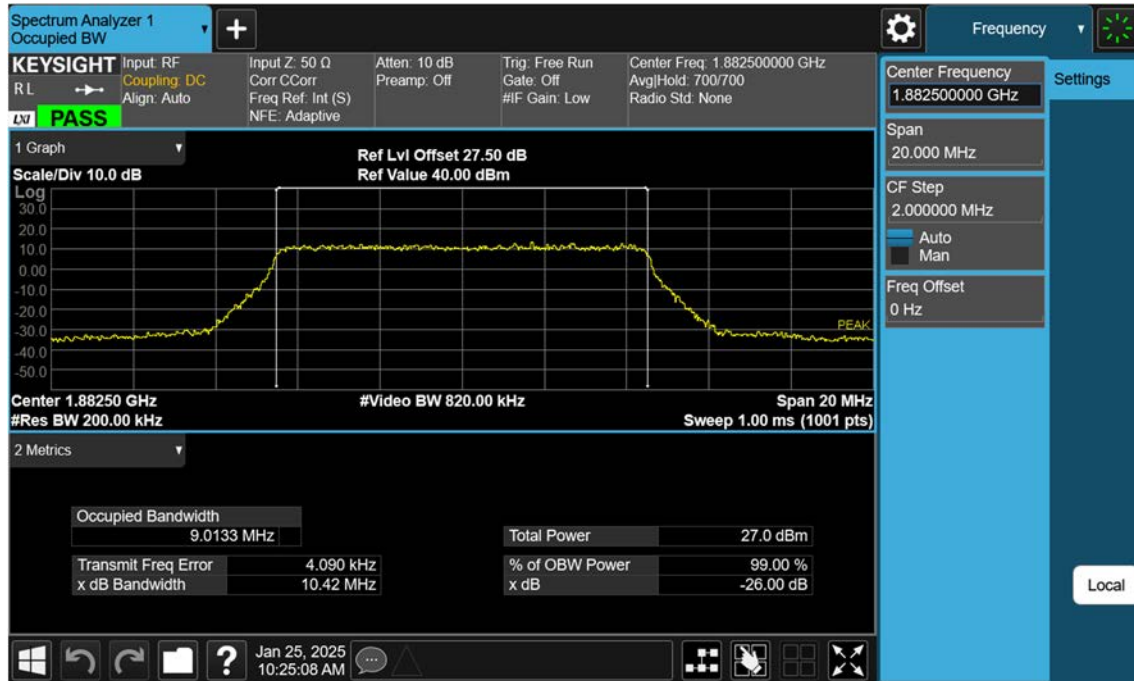 Spectrum Analyzer 1
Occupied BW
Frequency
KEYSIGHT
Input: RF
Input Z: 50 Ω
Atten: 10 dB
Trig: Free Run
Center Freq: 1.882500000 GHz
R L
Coupling: DC
Corr CCorr
Preamp: Off
Gate: Off
Avg|Hold: 700/700
Align: Auto
Freq Ref: Int (S)
#IF Gain: Low
Radio Std: None
LXI
PASS
NFE: Adaptive
Center Frequency
1.882500000 GHz
Settings
Span
20.000 MHz
CF Step
2.000000 MHz
Auto
Man
Freq Offset
0 Hz
Local
1 Graph
Ref Lvl Offset 27.50 dB
Scale/Div 10.0 dB
Ref Value 40.00 dBm
Log
30.0
20.0
10.0
0.00
-10.0
-20.0
-30.0
-40.0
-50.0
PEAK
Center 1.88250 GHz
#Video BW 820.00 kHz
Span 20 MHz
#Res BW 200.00 kHz
Sweep 1.00 ms (1001 pts)
2 Metrics
Occupied Bandwidth
9.0133 MHz
Total Power
27.0 dBm
Transmit Freq Error
4.090 kHz
% of OBW Power
99.00 %
x dB Bandwidth
10.42 MHz
x dB
-26.00 dB
?
Jan 25, 2025
10:25:08 AM